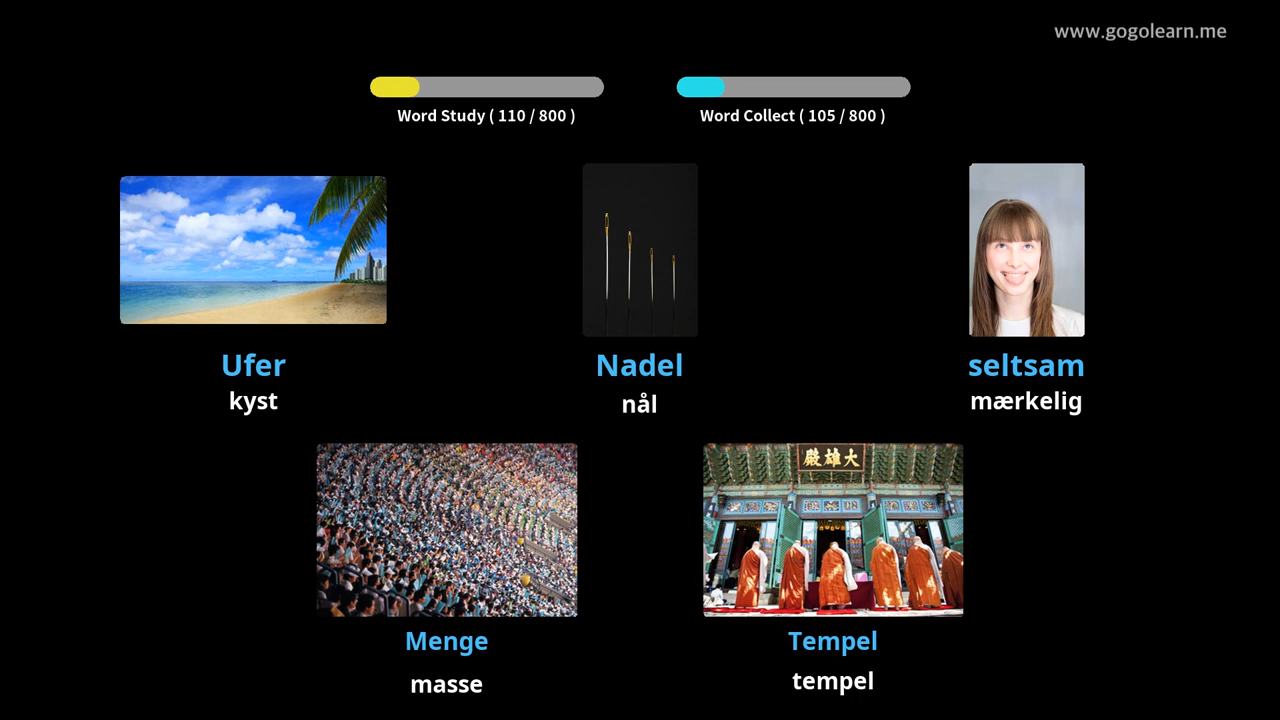 www.gogolearn.me
Word Study ( 110 / 800 )
Word Collect ( 105 / 800 )
Ufer
kyst
Nadel
nål
seltsam
mærkelig
大雄殿
Menge
masse
Tempel
tempel